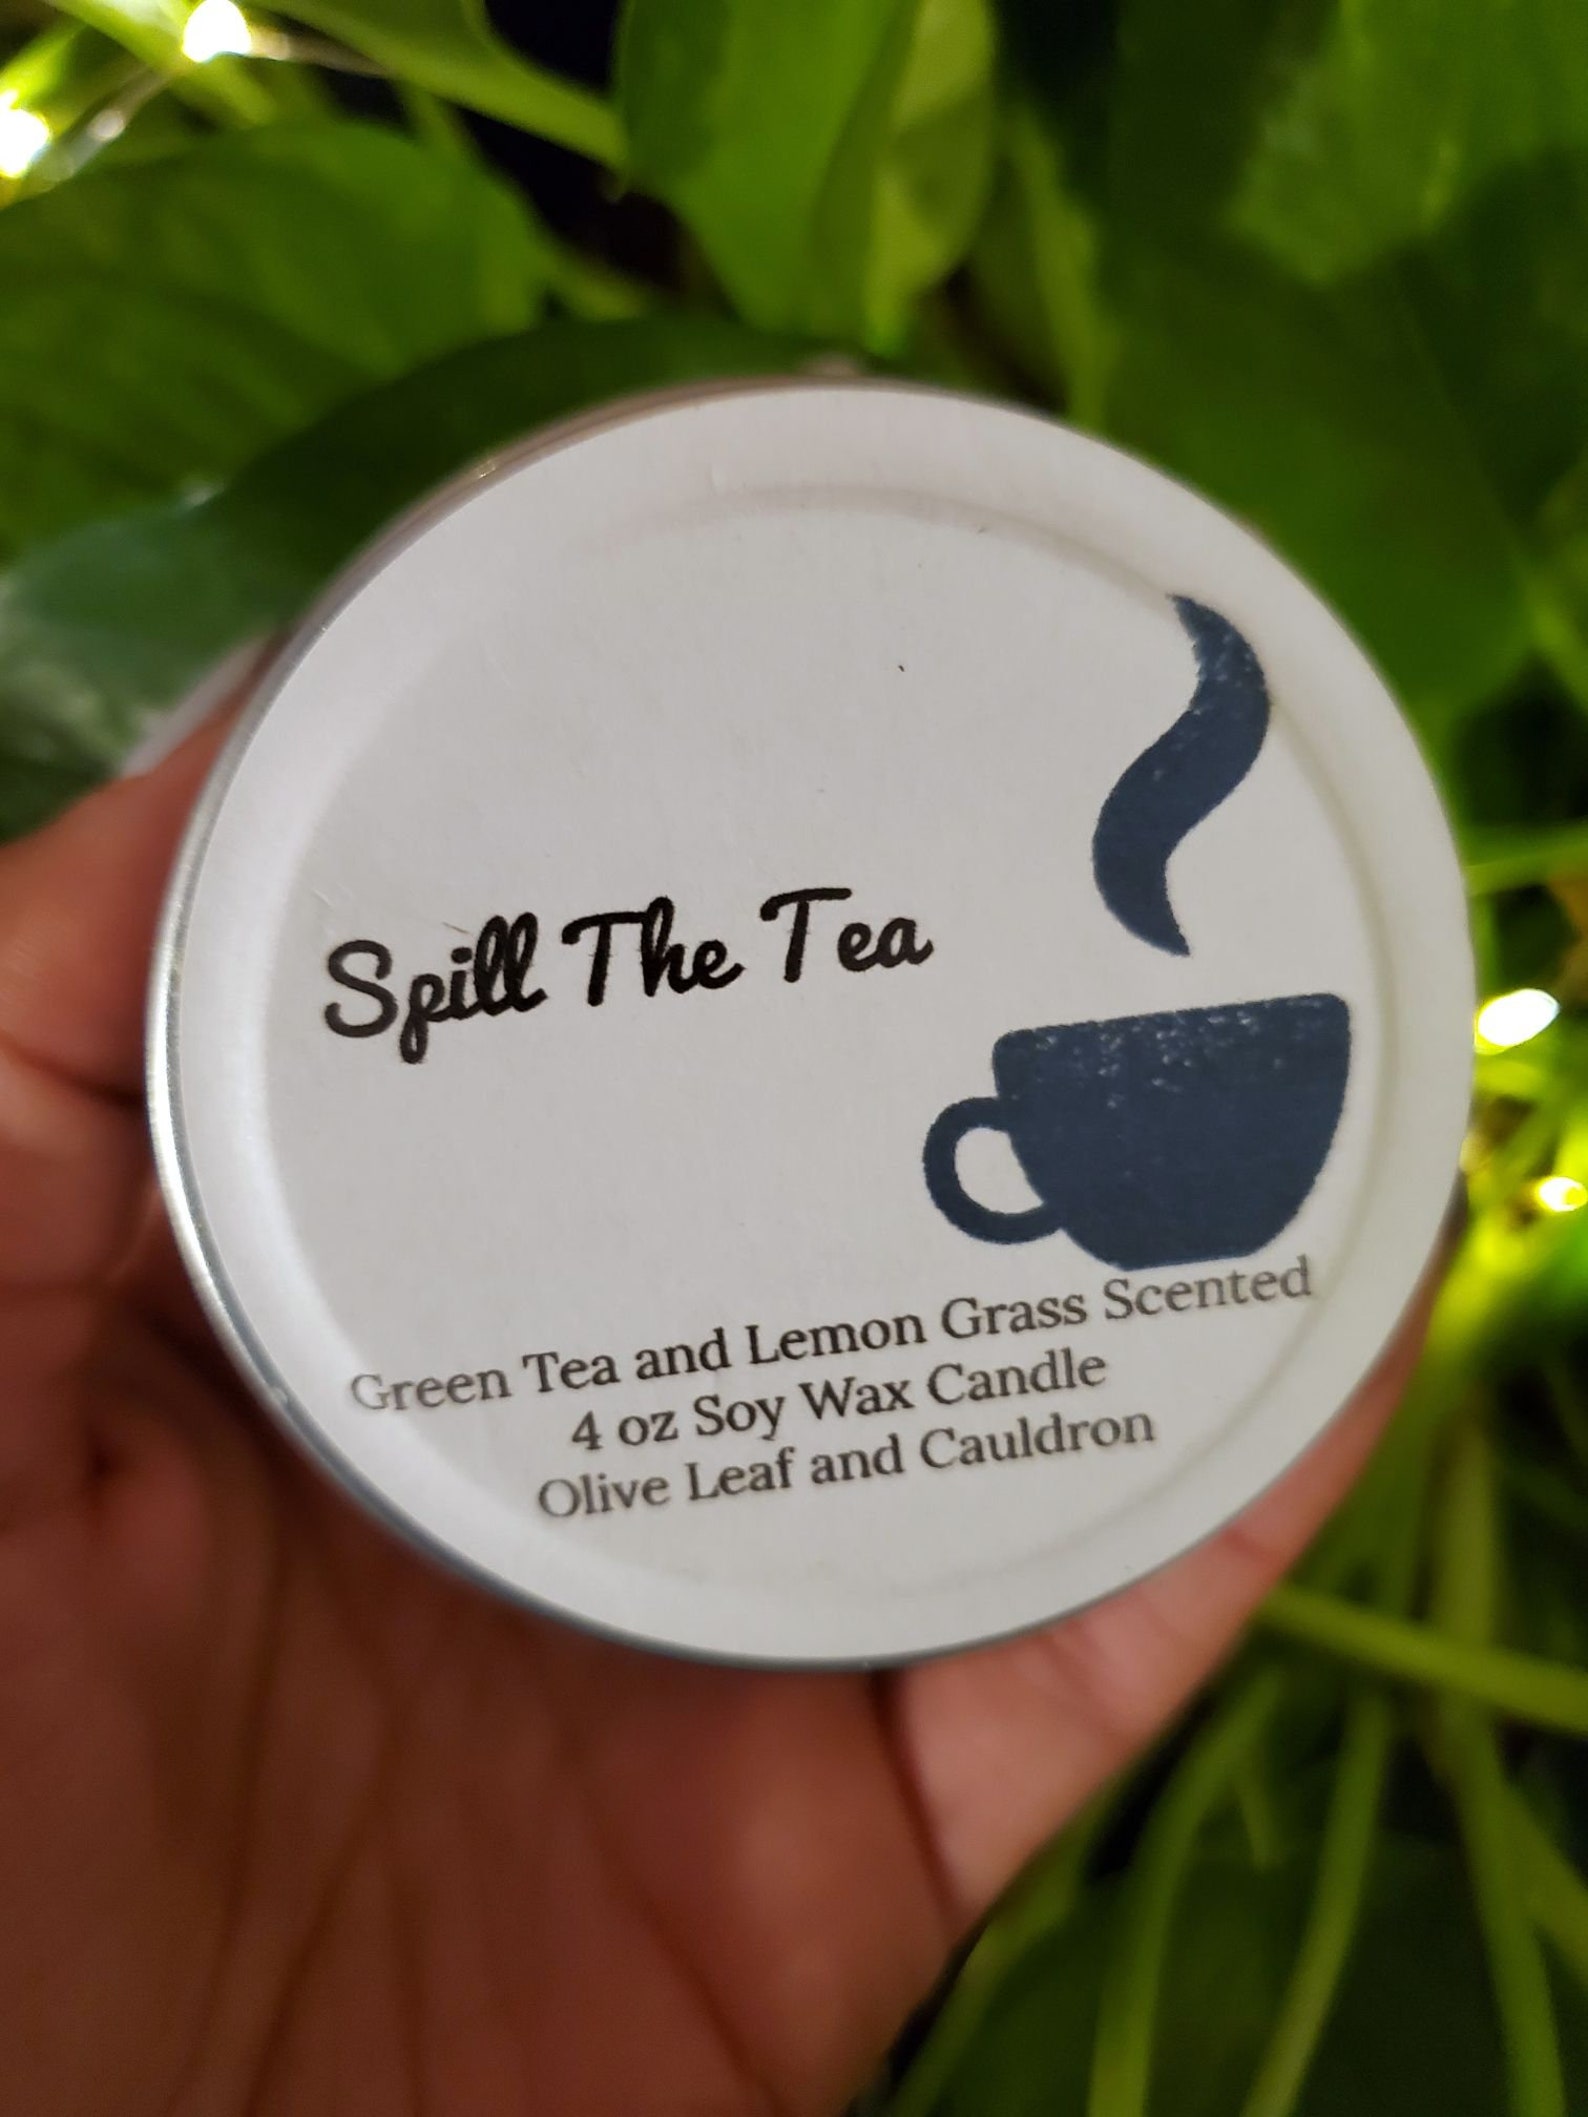 Spill The Tea
Green Tea and Lemon Grass Scented
4 oz Soy Wax Candle
Olive Leaf and Cauldron